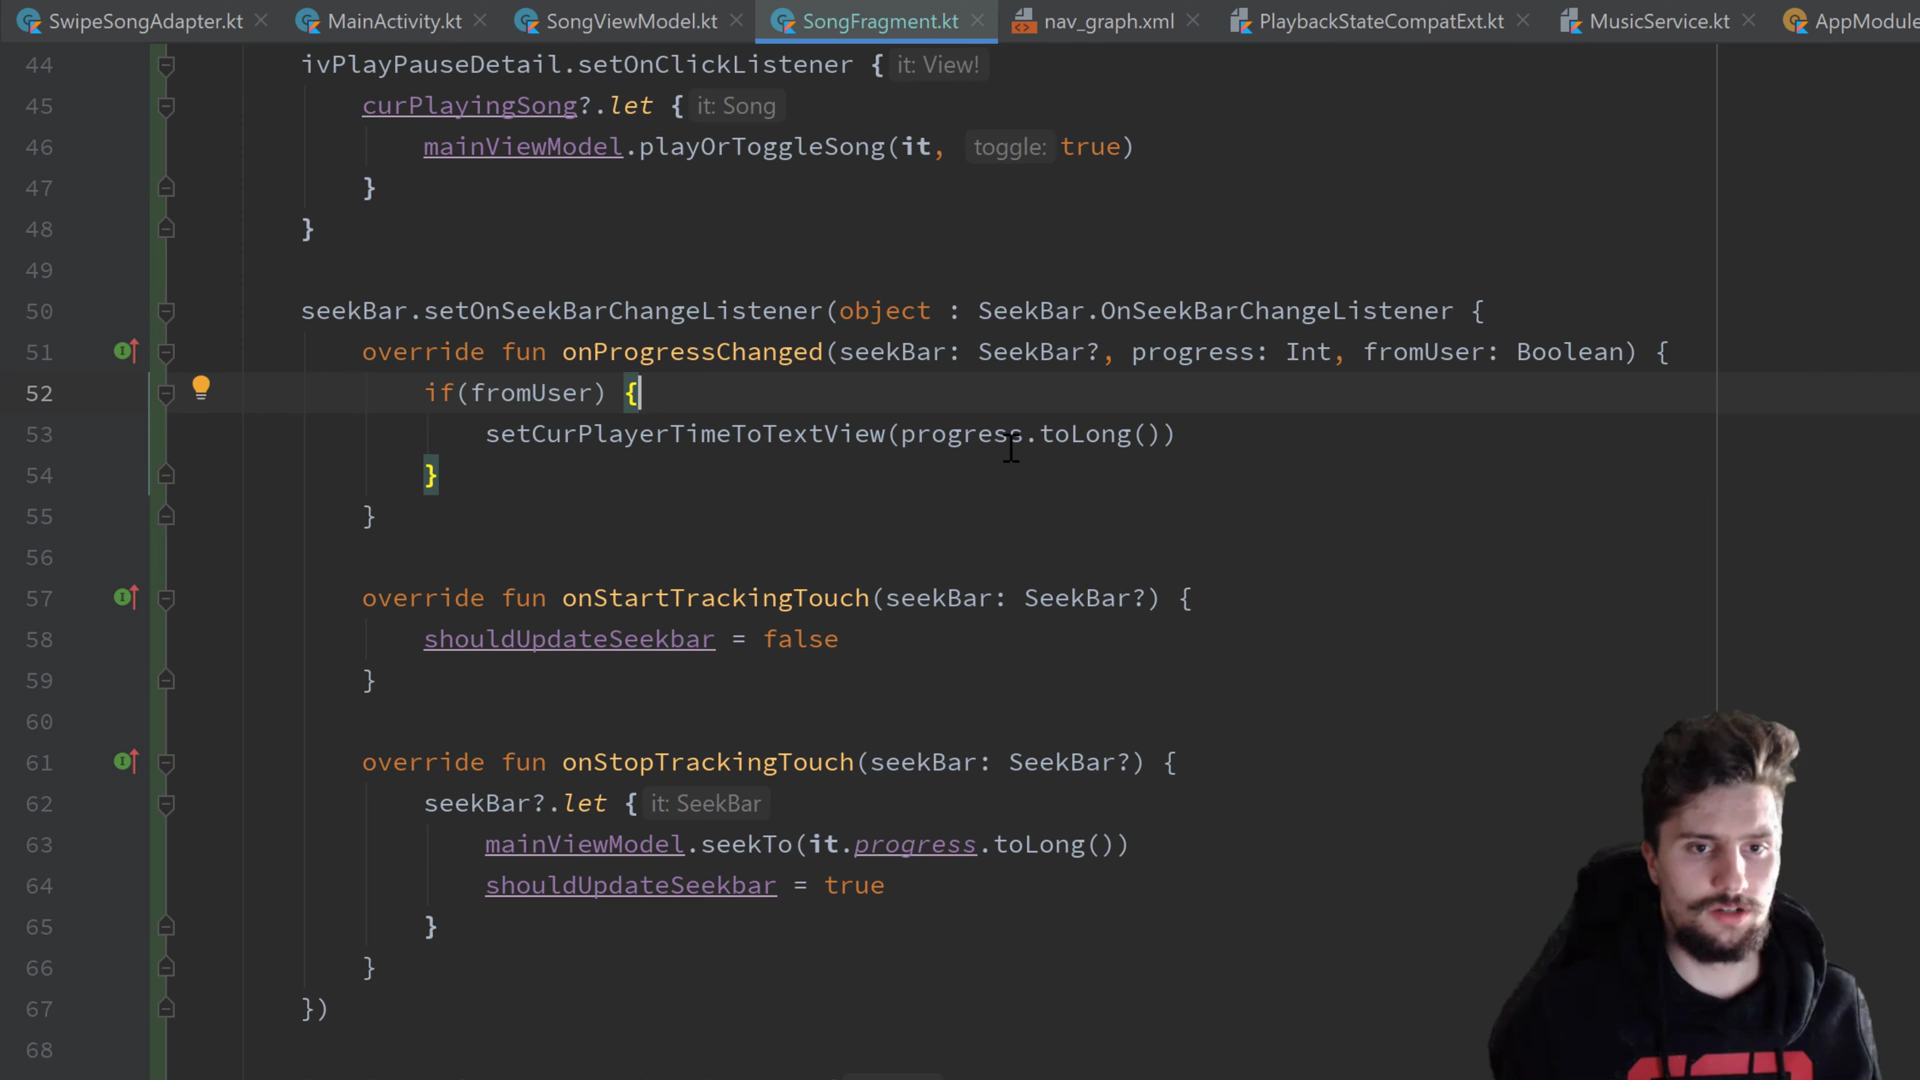 SwipeSongAdapter.kt MainActivity.kt SongViewModel.kt SongFragment.kt nav_graph.xml PlaybackStateCompatExt.kt MusicService.kt AppModule
44 ivPlayPauseDetail.setOnClickListener { it: View!
45 curPlayingSong?.let { it: Song
46 mainViewModel.playOrToggleSong(it, toggle: true)
47 }
48 }
49
50 seekBar.setOnSeekBarChangeListener(object : SeekBar.OnSeekBarChangeListener {
51 override fun onProgressChanged(seekBar: SeekBar?, progress: Int, fromUser: Boolean) {
52 if(fromUser) {
53 setCurPlayerTimeToTextView(progress.toLong())
54 }
55 }
56
57 override fun onStartTrackingTouch(seekBar: SeekBar?) {
58 shouldUpdateSeekbar = false
59 }
60
61 override fun onStopTrackingTouch(seekBar: SeekBar?) {
62 seekBar?.let { it: SeekBar
63 mainViewModel.seekTo(it.progress.toLong())
64 shouldUpdateSeekbar = true
65 }
66 }
67 })
68